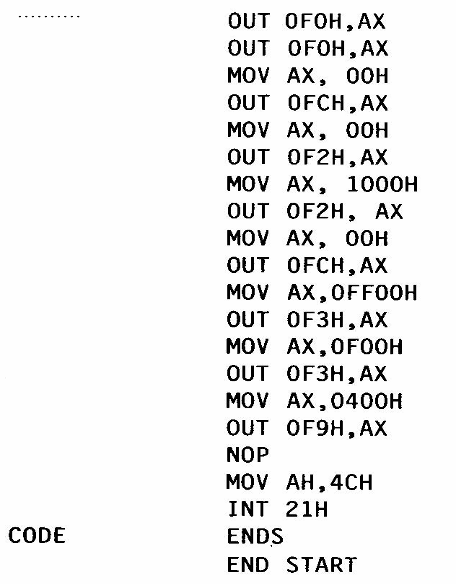 .......... OUT 0F0H,AX
OUT 0F0H,AX
MOV AX, 00H
OUT 0FCH,AX
MOV AX, 00H
OUT 0F2H,AX
MOV AX, 1000H
OUT 0F2H, AX
MOV AX, 00H
OUT 0FCH,AX
MOV AX,0FF00H
OUT 0F3H,AX
MOV AX,0F00H
OUT 0F3H,AX
MOV AX,0400H
OUT 0F9H,AX
NOP
MOV AH,4CH
INT 21H
CODE ENDS
END START